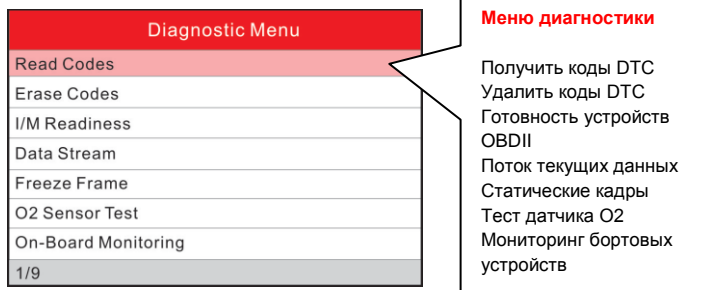 Diagnostic Menu
Read Codes
Erase Codes
I/M Readiness
Data Stream
Freeze Frame
O2 Sensor Test
On-Board Monitoring
1/9
Меню диагностики
Получить коды DTC
Удалить коды DTC
Готовность устройств
OBDII
Поток текущих данных
Статические кадры
Тест датчика O2
Мониторинг бортовых
устройств